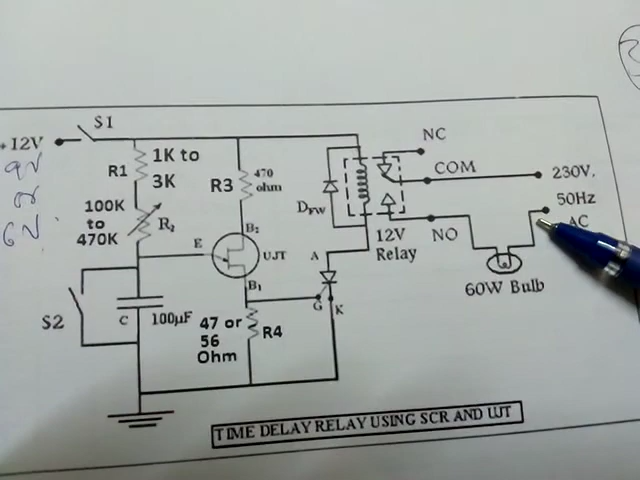 S1
+12V
9V
or
6V
NC
COM
230V.
50Hz
AC
NO
60W Bulb
12V
Relay
DFW
R1
1K to
3K
R3
470
ohm
100K
to
470K
R2
B2
E
UJT
B1
A
G
K
S2
C
100µF
47 or
56
Ohm
R4
TIME DELAY RELAY USING SCR AND UJT